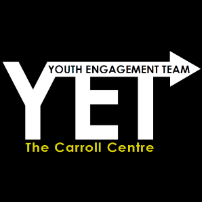 YOUTH ENGAGEMENT TEAM
YET
The Carroll Centre